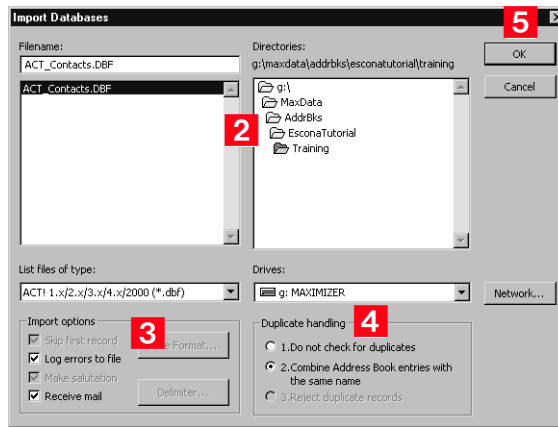 Import Databases
5
Filename:
ACT_Contacts.DBF
ACT_Contacts.DBF
Directories:
g:\maxdata\addrbks\esconatutorial\training
2
g:\
MaxData
AddrBks
EsconaTutorial
Training
OK
Cancel
List files of type:
ACT! 1.x/2.x/3.x/4.x/2000 (*.dbf)
Drives:
g: MAXIMIZER
Network...
Import options
3
Skip first record
Format...
Log errors to file
Make salutation
Delimiter...
Receive mail
Duplicate handling
4
1.Do not check for duplicates
2.Combine Address Book entries with
the same name
3.Reject duplicate records